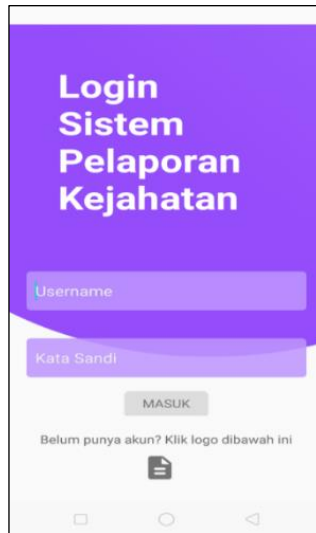 Login
Sistem
Pelaporan
Kejahatan
Username
Kata Sandi
MASUK
Belum punya akun? Klik logo dibawah ini